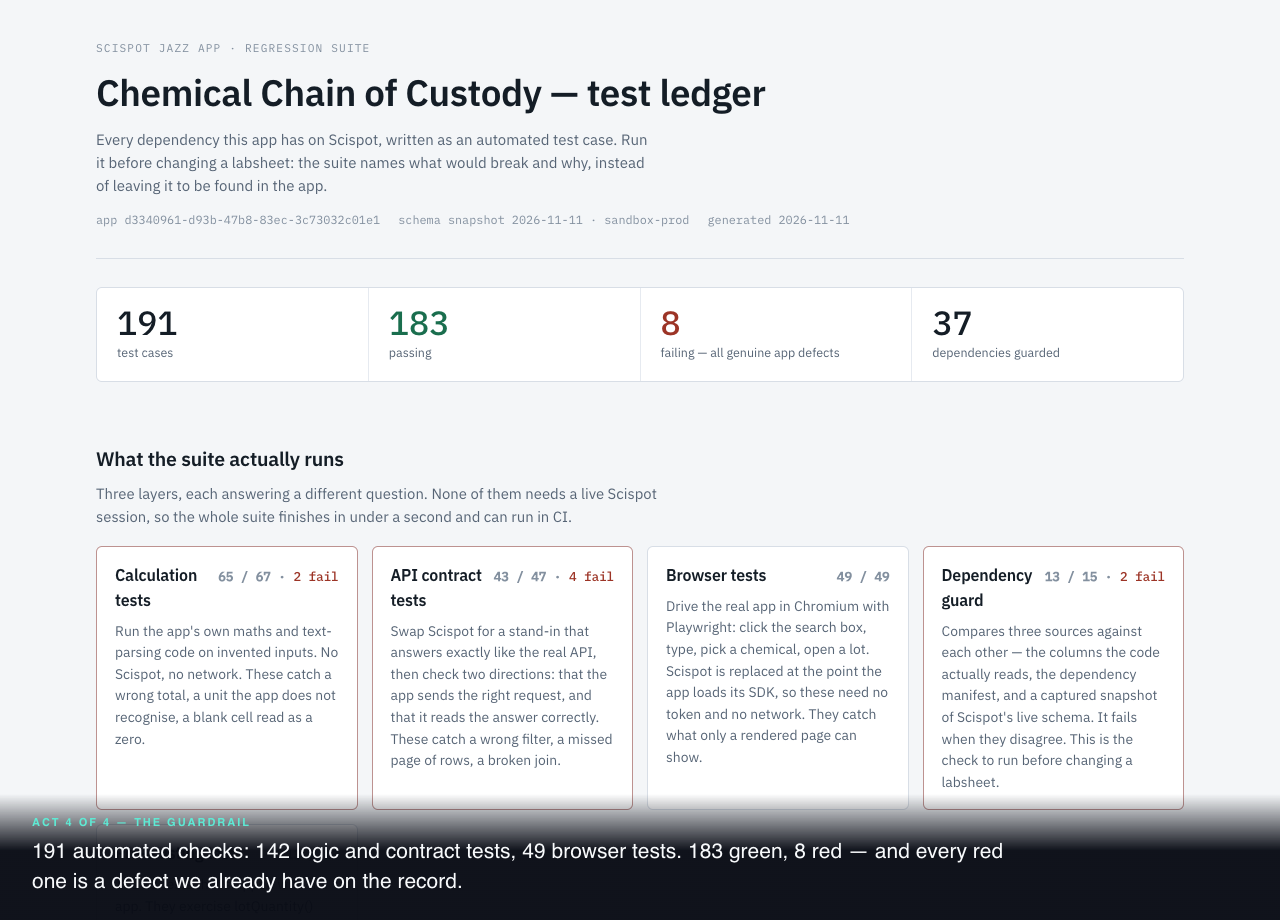 SCISPOT JAZZ APP · REGRESSION SUITE
Chemical Chain of Custody — test ledger
Every dependency this app has on Scispot, written as an automated test case. Run
it before changing a labsheet: the suite names what would break and why, instead
of leaving it to be found in the app.
app d3340961-d93b-47b8-83ec-3c73032c01e1 schema snapshot 2026-11-11 · sandbox-prod generated 2026-11-11
191
test cases
183
passing
8
failing — all genuine app defects
37
dependencies guarded
What the suite actually runs
Three layers, each answering a different question. None of them needs a live Scispot
session, so the whole suite finishes in under a second and can run in CI.
Calculation tests
65 / 67 · 2 fail
Run the app's own maths and text-
parsing code on invented inputs. No
Scispot, no network. These catch a
wrong total, a unit the app does not
recognise, a blank cell read as a
zero.
API contract tests
43 / 47 · 4 fail
Swap Scispot for a stand-in that
answers exactly like the real API,
then check two directions: that the
app sends the right request, and
that it reads the answer correctly.
These catch a wrong filter, a missed
page of rows, a broken join.
Browser tests
49 / 49
Drive the real app in Chromium with
Playwright: click the search box,
type, pick a chemical, open a lot.
Scispot is replaced at the point the
app loads its SDK, so these need no
token and no network. They catch
what only a rendered page can
show.
Dependency guard
13 / 15 · 2 fail
Compares three sources against
each other — the columns the code
actually reads, the dependency
manifest, and a captured snapshot
of Scispot's live schema. It fails
when they disagree. This is the
check to run before changing a
labsheet.
ACT 4 OF 4 — THE GUARDRAIL
191 automated checks: 142 logic and contract tests, 49 browser tests. 183 green, 8 red — and every red
one is a defect we already have on the record.